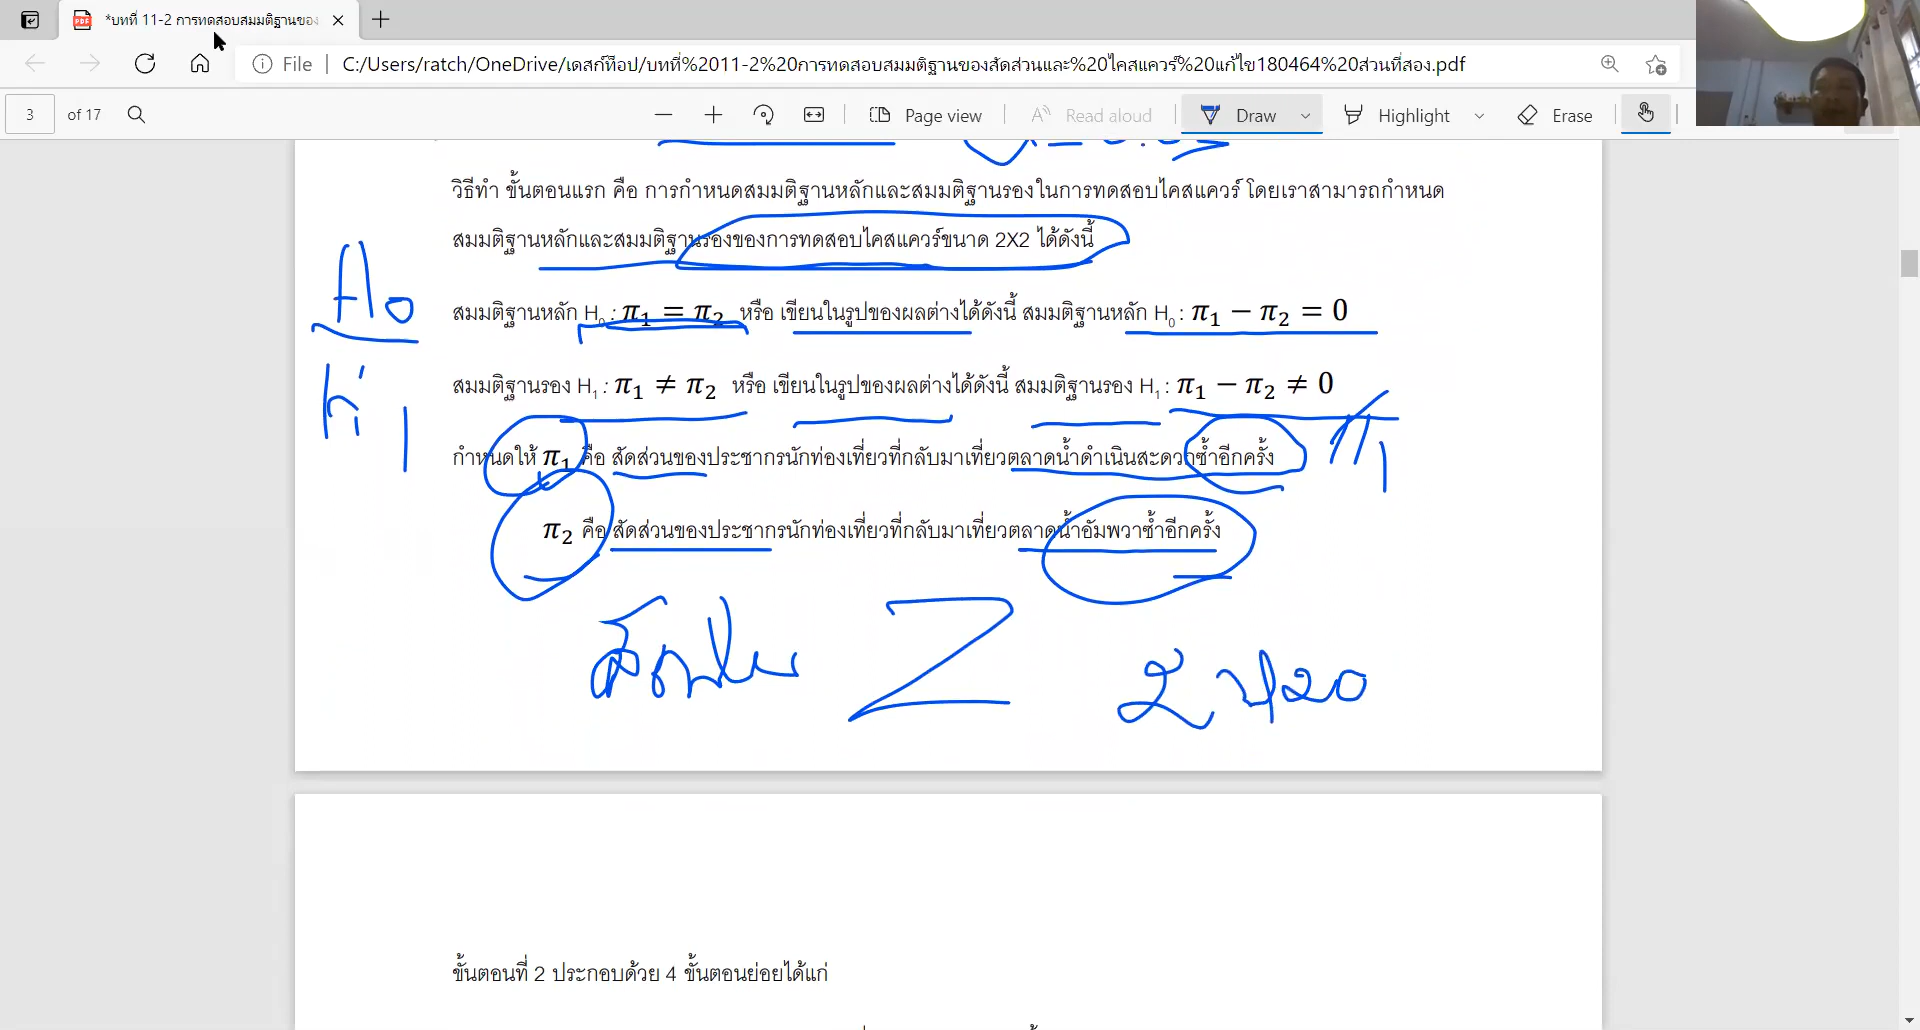 *บทที่ 11-2 การทดสอบสมมติฐานของ
File C:/Users/ratch/OneDrive/เดสก์ท็อป/บทที่%2011-2%20การทดสอบสมมติฐานของสัดส่วนและ%20ไคสแควร์%20แก้ไข180464%20ส่วนที่สอง.pdf
3 of 17 Page view Read aloud Draw Highlight Erase
วิธีทำ ขั้นตอนแรก คือ การกำหนดสมมติฐานหลักและสมมติฐานรองในการทดสอบไคสแควร์ โดยเราสามารถกำหนด
สมมติฐานหลักและสมมติฐานรองของการทดสอบไคสแควร์ขนาด 2X2 ได้ดังนี้
H0
สมมติฐานหลัก H₀ : π₁ = π₂ หรือ เขียนในรูปของผลต่างได้ดังนี้ สมมติฐานหลัก H₀ : π₁ − π₂ = 0
สมมติฐานรอง H₁ : π₁ ≠ π₂ หรือ เขียนในรูปของผลต่างได้ดังนี้ สมมติฐานรอง H₁ : π₁ − π₂ ≠ 0
H1
กำหนดให้ π₁ คือ สัดส่วนของประชากรนักท่องเที่ยวที่กลับมาเที่ยวตลาดน้ำดำเนินสะดวกซ้ำอีกครั้ง π1
π₂ คือ สัดส่วนของประชากรนักท่องเที่ยวที่กลับมาเที่ยวตลาดน้ำอัมพวาซ้ำอีกครั้ง
Z
ขั้นตอนที่ 2 ประกอบด้วย 4 ขั้นตอนย่อยได้แก่